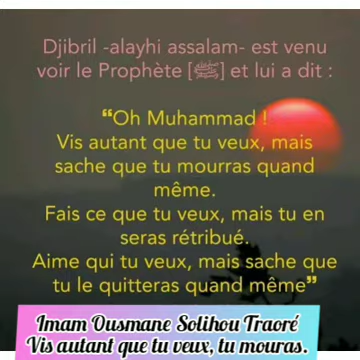 Djibril -alayhi assalam- est venu
voir le Prophète [ﷺ] et lui a dit :
“Oh Muhammad !
Vis autant que tu veux, mais
sache que tu mourras quand
même.
Fais ce que tu veux, mais tu en
seras rétribué.
Aime qui tu veux, mais sache que
tu le quitteras quand même”
Imam Ousmane Solihou Traoré
Vis autant que tu veux, tu mouras.